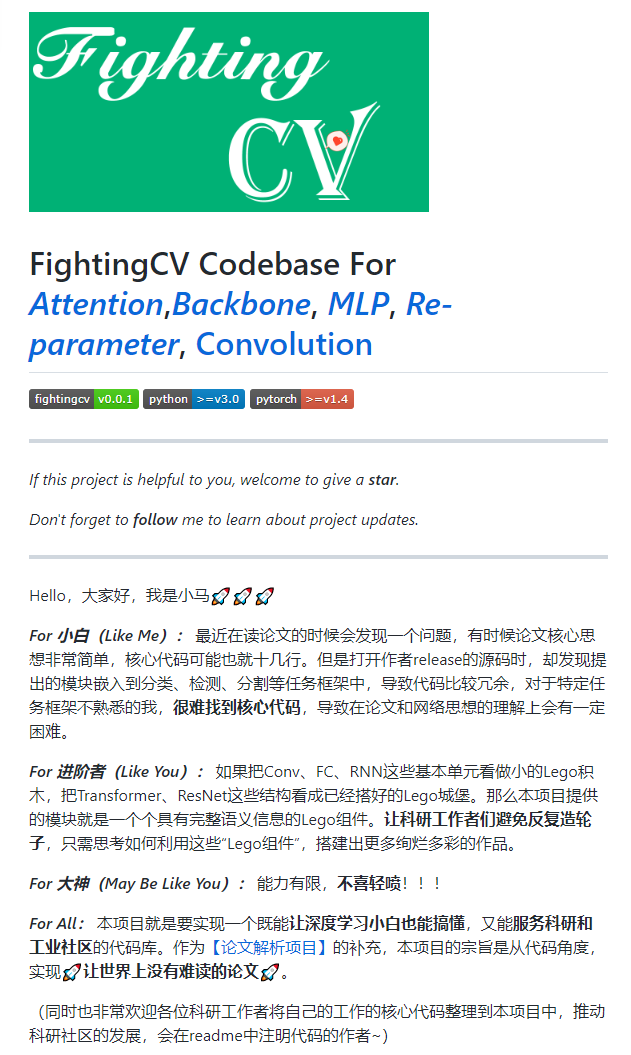 Fighting
CV
FightingCV Codebase For
Attention,Backbone, MLP, Re-
parameter, Convolution
fightingcv v0.0.1 python >=v3.0 pytorch >=v1.4
If this project is helpful to you, welcome to give a star.
Don't forget to follow me to learn about project updates.
Hello，大家好，我是小马🚀🚀🚀
For 小白（Like Me）： 最近在读论文的时候会发现一个问题，有时候论文核心思
想非常简单，核心代码可能也就十几行。但是打开作者release的源码时，却发现提
出的模块嵌入到分类、检测、分割等任务框架中，导致代码比较冗余，对于特定任
务框架不熟悉的我，很难找到核心代码，导致在论文和网络思想的理解上会有一定
困难。
For 进阶者（Like You）： 如果把Conv、FC、RNN这些基本单元看做小的Lego积
木，把Transformer、ResNet这些结构看成已经搭好的Lego城堡。那么本项目提供
的模块就是一个个具有完整语义信息的Lego组件。让科研工作者们避免反复造轮
子，只需思考如何利用这些“Lego组件”，搭建出更多绚烂多彩的作品。
For 大神（May Be Like You）： 能力有限，不喜轻喷！！！
For All： 本项目就是要实现一个既能让深度学习小白也能搞懂，又能服务科研和
工业社区的代码库。作为【论文解析项目】的补充，本项目的宗旨是从代码角度，
实现🚀让世界上没有难读的论文🚀。
（同时也非常欢迎各位科研工作者将自己的工作的核心代码整理到本项目中，推动
科研社区的发展，会在readme中注明代码的作者~）